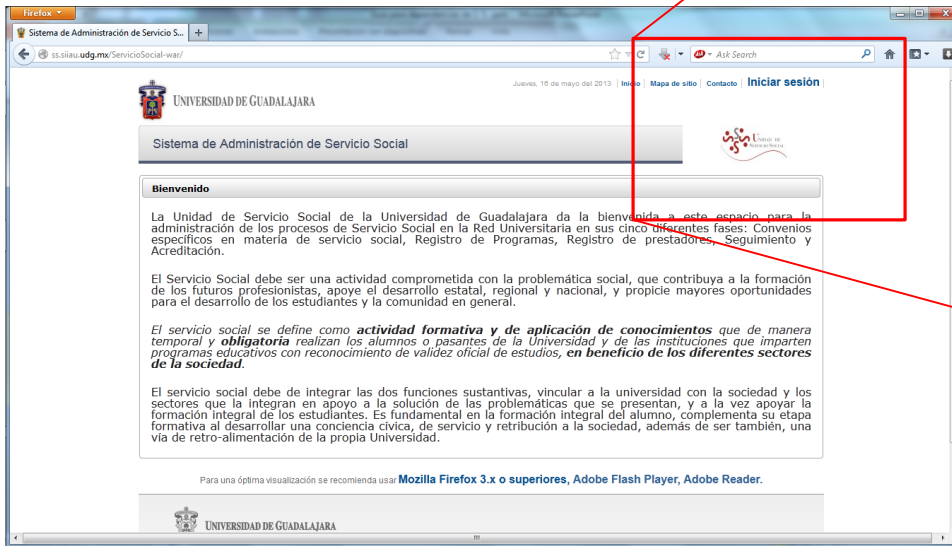 Firefox
Sistema de Administración de Servicio S...
ss.siiau.udg.mx/ServicioSocial-war/
Ask Search
Jueves, 16 de mayo del 2013 | Inicio | Mapa de sitio | Contacto | Iniciar sesión |
UNIVERSIDAD DE GUADALAJARA
Sistema de Administración de Servicio Social
UNIDAD DE
SERVICIO SOCIAL
Bienvenido
La Unidad de Servicio Social de la Universidad de Guadalajara da la bienvenida a este espacio para la
administración de los procesos de Servicio Social en la Red Universitaria en sus cinco diferentes fases: Convenios
específicos en materia de servicio social, Registro de Programas, Registro de prestadores, Seguimiento y
Acreditación.
El Servicio Social debe ser una actividad comprometida con la problemática social, que contribuya a la formación
de los futuros profesionistas, apoye el desarrollo estatal, regional y nacional, y propicie mayores oportunidades
para el desarrollo de los estudiantes y la comunidad en general.
El servicio social se define como actividad formativa y de aplicación de conocimientos que de manera
temporal y obligatoria realizan los alumnos o pasantes de la Universidad y de las instituciones que imparten
programas educativos con reconocimiento de validez oficial de estudios, en beneficio de los diferentes sectores
de la sociedad.
El servicio social debe de integrar las dos funciones sustantivas, vincular a la universidad con la sociedad y los
sectores que la integran en apoyo a la solución de las problemáticas que se presentan, y a la vez apoyar la
formación integral de los estudiantes. Es fundamental en la formación integral del alumno, complementa su etapa
formativa al desarrollar una conciencia cívica, de servicio y retribución a la sociedad, además de ser también, una
vía de retro-alimentación de la propia Universidad.
Para una óptima visualización se recomienda usar Mozilla Firefox 3.x o superiores, Adobe Flash Player, Adobe Reader.
UNIVERSIDAD DE GUADALAJARA